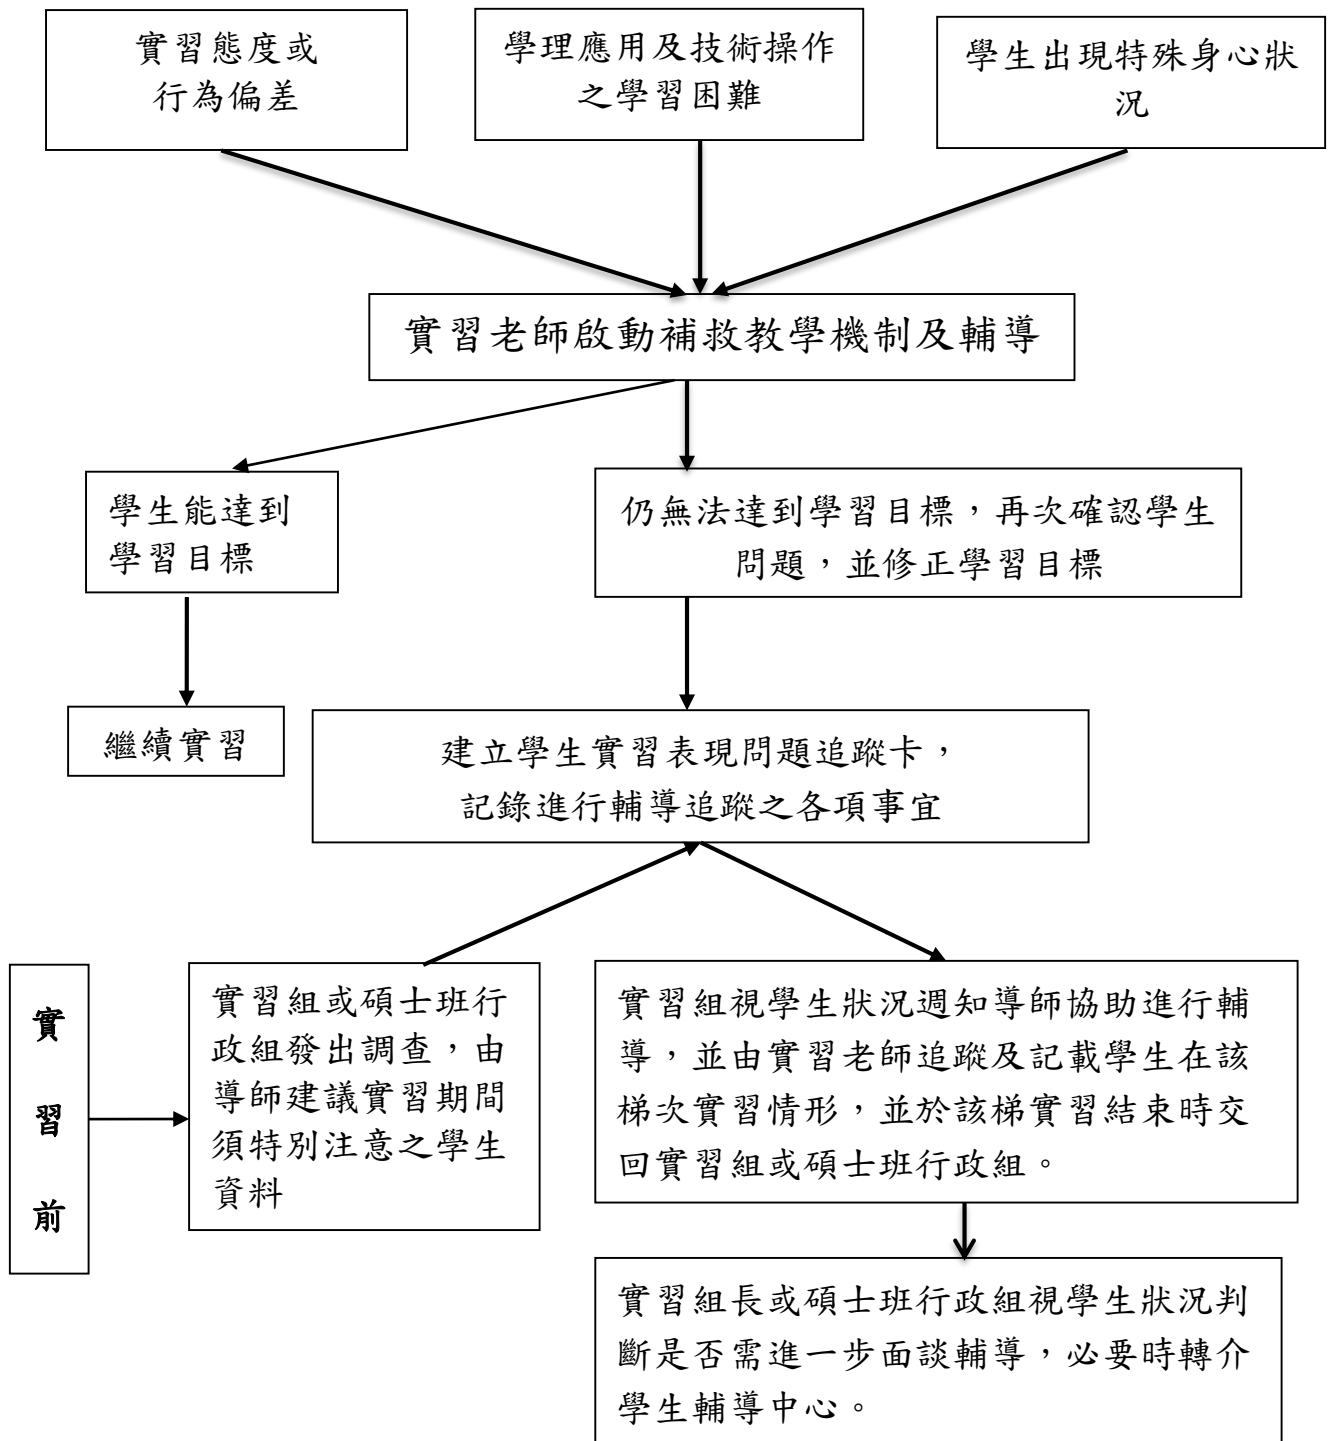 實習態度或
行為偏差
學理應用及技術操作
之學習困難
學生出現特殊身心狀
況
實習老師啟動補救教學機制及輔導
學生能達到
學習目標
仍無法達到學習目標，再次確認學生
問題，並修正學習目標
繼續實習
建立學生實習表現問題追蹤卡，
記錄進行輔導追蹤之各項事宜
實
習
前
實習組或碩士班行
政組發出調查，由
導師建議實習期間
須特別注意之學生
資料
實習組視學生狀況週知導師協助進行輔
導，並由實習老師追蹤及記載學生在該
梯次實習情形，並於該梯實習結束時交
回實習組或碩士班行政組。
實習組長或碩士班行政組視學生狀況判
斷是否需進一步面談輔導，必要時轉介
學生輔導中心。